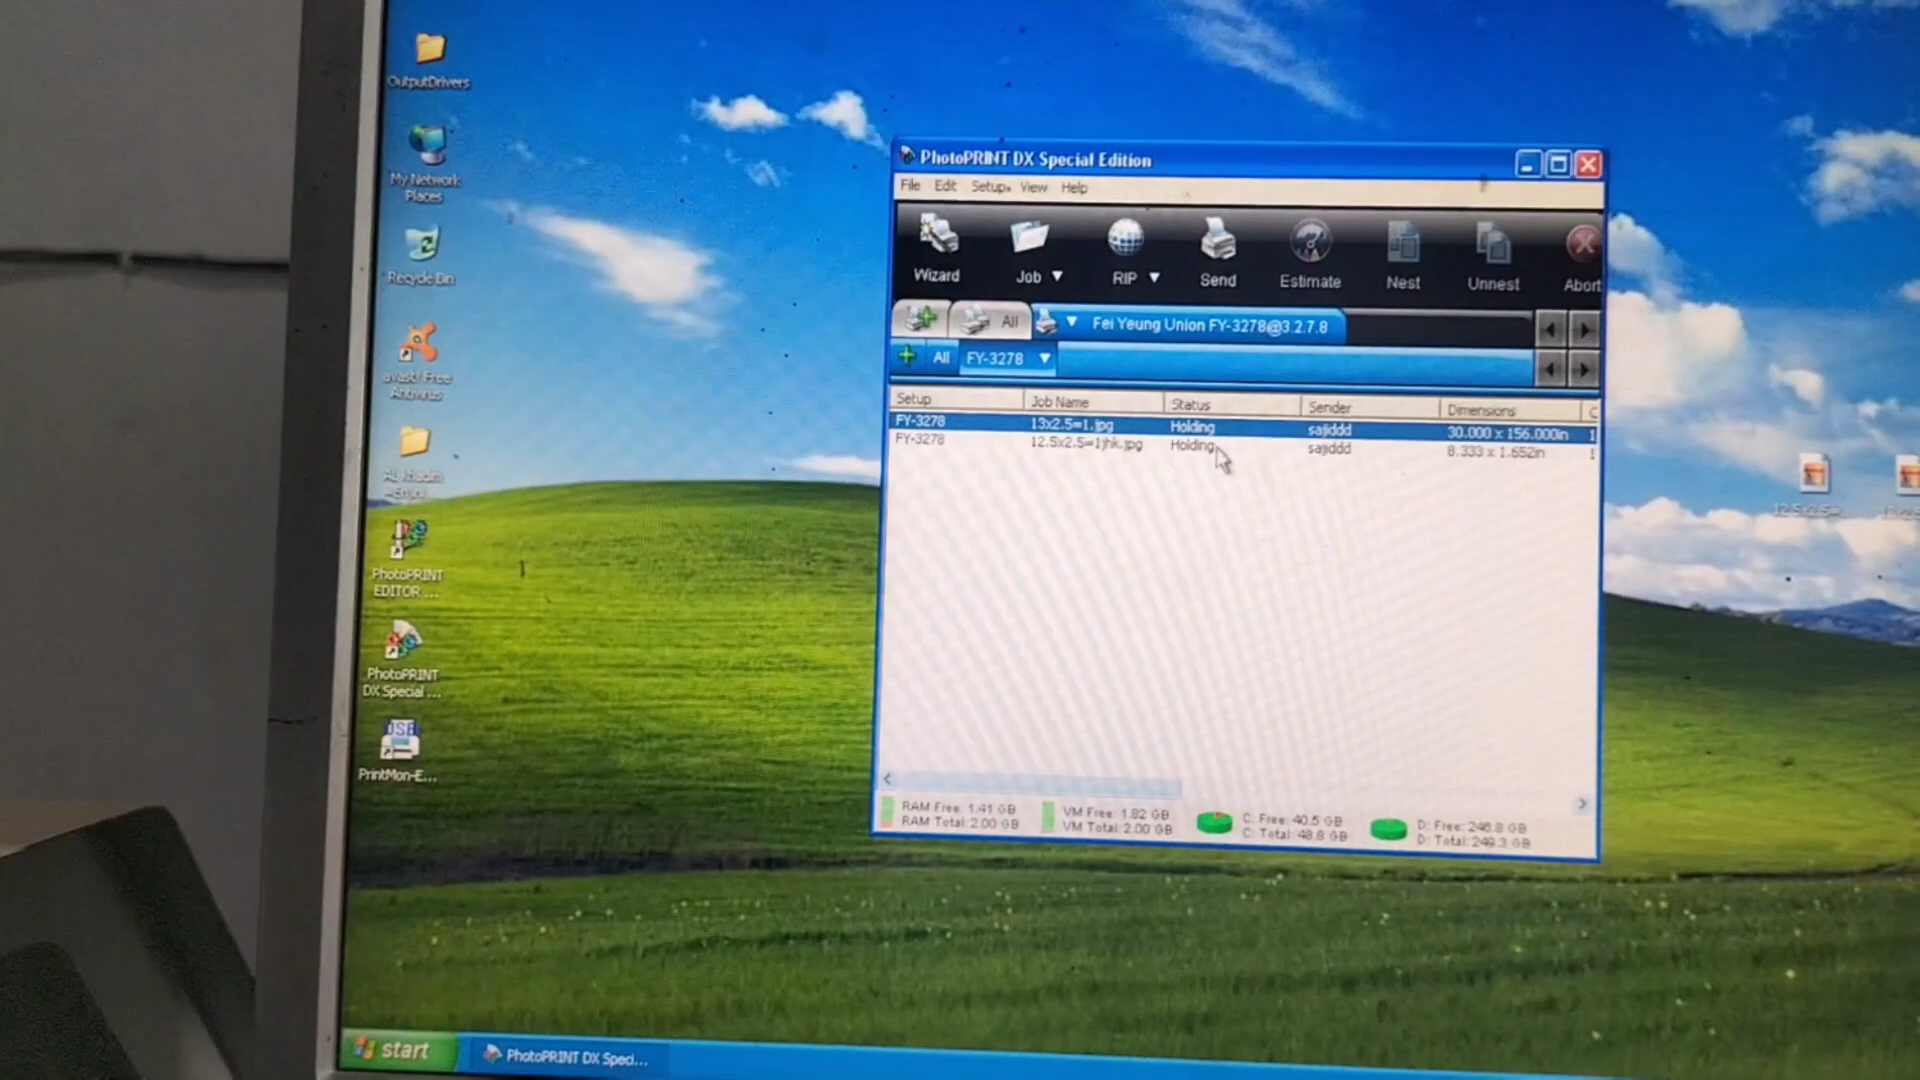 OutputDrivers
My Network
Places
Recycle Bin
avast! Free
Antivirus
PhotoPRINT
EDITOR ...
PhotoPRINT
DX Special ...
PrintMon-E...
PhotoPRINT DX Special Edition
File Edit Setup View Help
Wizard Job RIP Send Estimate Nest Unnest Abort
All Fei Yeung Union FY-3278@3.2.7.8
All FY-3278
Setup Job Name Status Sender Dimensions C
FY-3278 13x2.5=1.jpg Holding sajiddd 30.000 x 156.000in 1
FY-3278 12.5x2.5=1jhk.jpg Holding sajiddd 8.333 x 1.652in 1
RAM Free: 1.41 GB VM Free: 1.82 GB C: Free: 40.5 GB D: Free: 246.8 GB
RAM Total: 2.00 GB VM Total: 2.00 GB C: Total: 48.8 GB D: Total: 249.3 GB
start PhotoPRINT DX Speci...